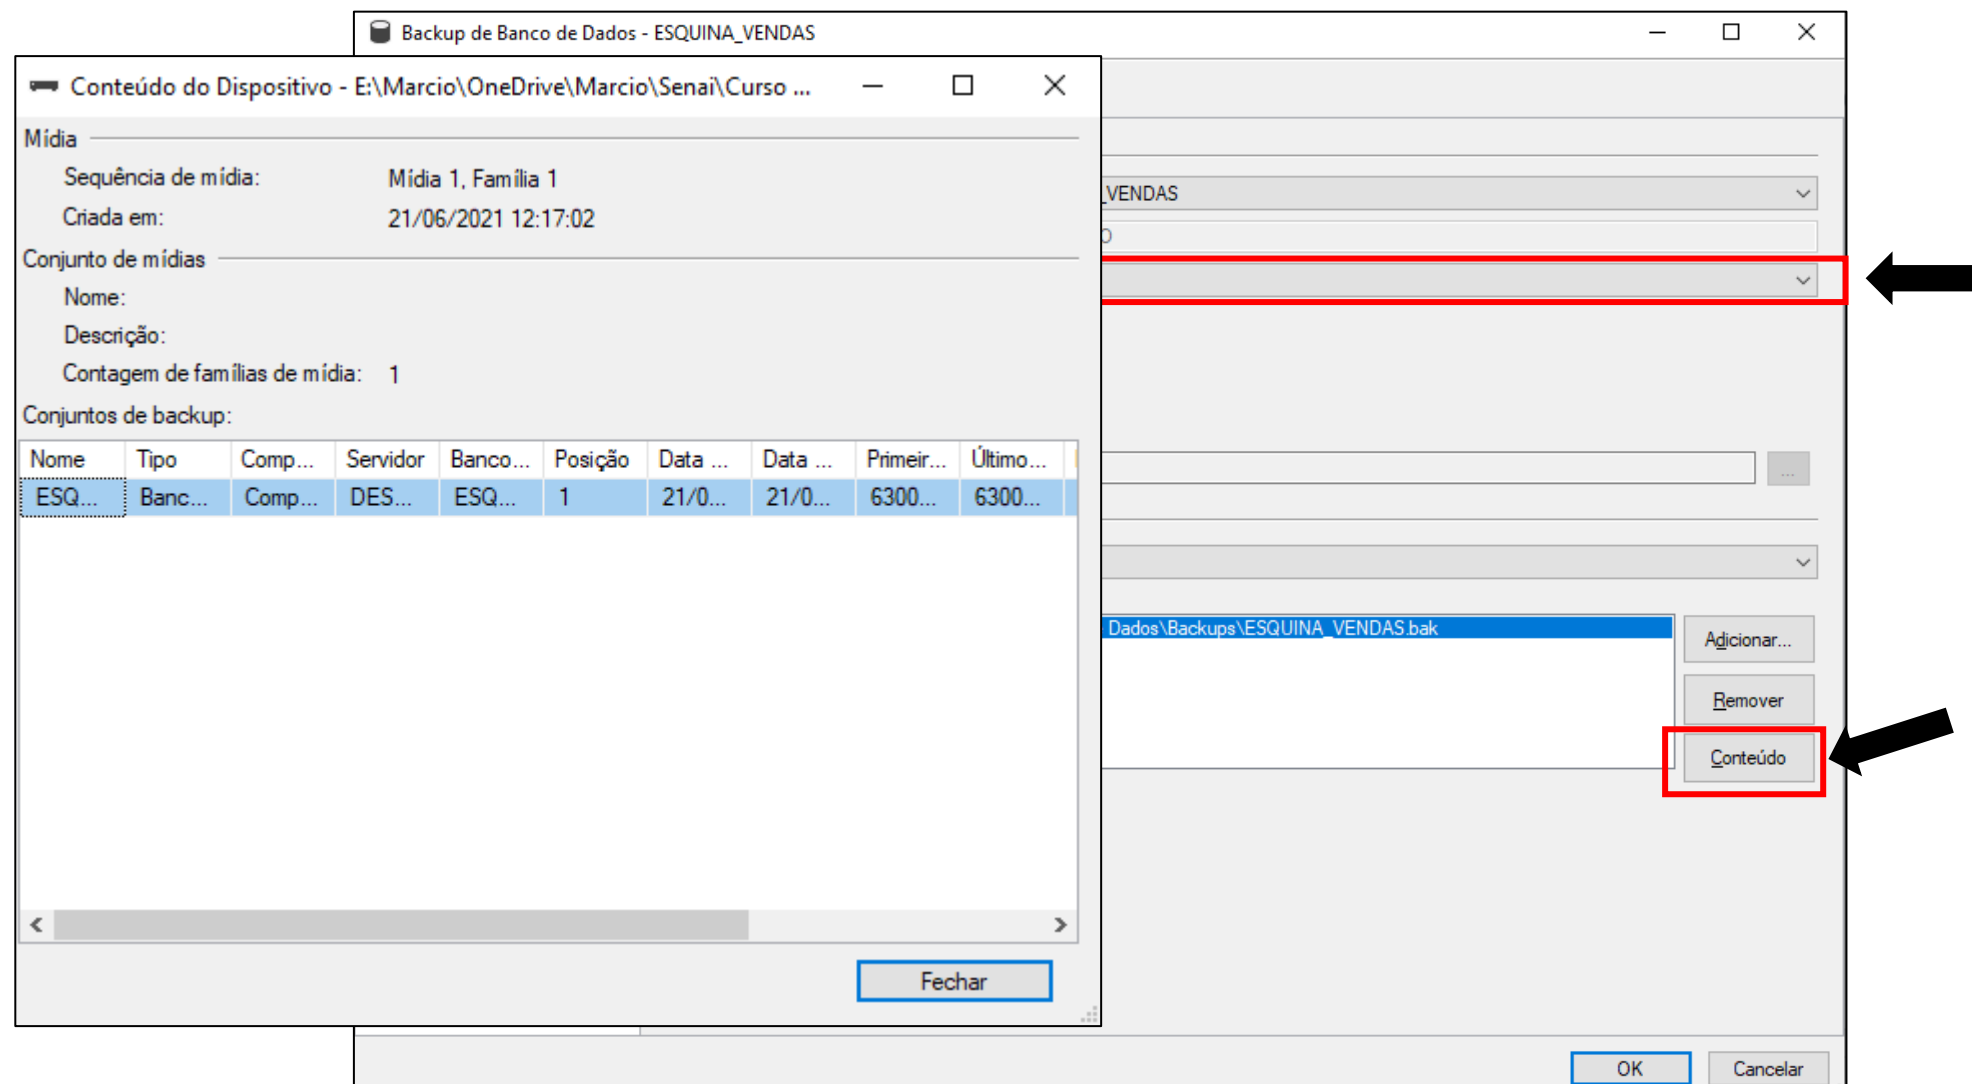 Backup de Banco de Dados - ESQUINA_VENDAS
Conteúdo do Dispositivo - E:\Marcio\OneDrive\Marcio\Senai\Curso ...
Mídia
Sequência de mídia: Mídia 1, Família 1
Criada em: 21/06/2021 12:17:02
Conjunto de mídias
Nome:
Descrição:
Contagem de famílias de mídia: 1
Conjuntos de backup:
Nome Tipo Comp... Servidor Banco... Posição Data ... Data ... Primeir... Último...
ESQ... Banc... Comp... DES... ESQ... 1 21/0... 21/0... 6300... 6300...
Fechar
_VENDAS
...
Dados\Backups\ESQUINA_VENDAS.bak
Adicionar...
Remover
Conteúdo
OK Cancelar